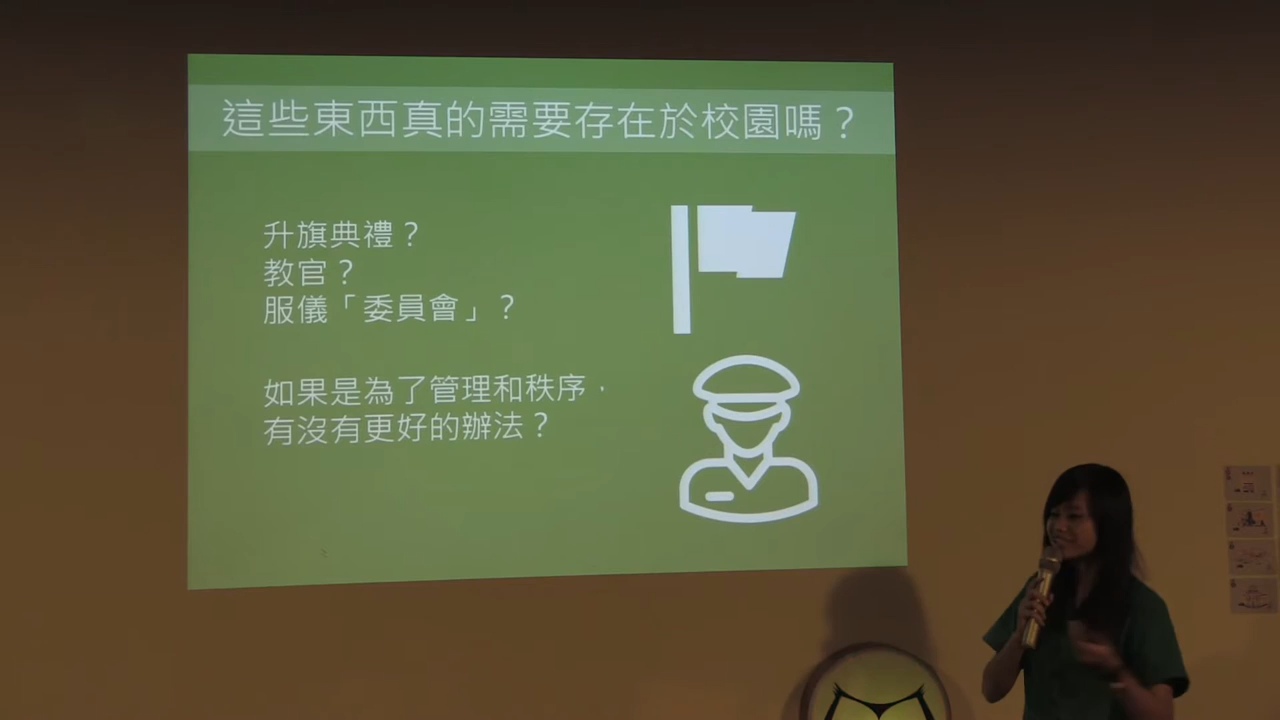 這些東西真的需要存在於校園嗎？
升旗典禮？
教官？
服儀「委員會」？
如果是為了管理和秩序，
有沒有更好的辦法？